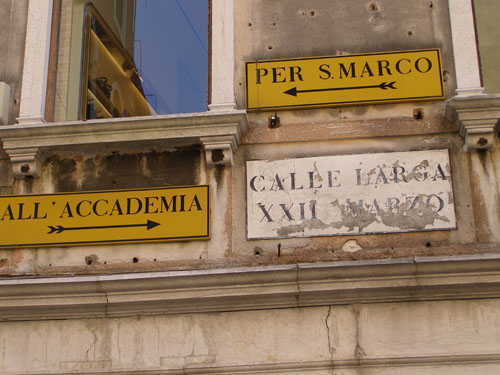 PER S. MARCO
ALL'ACCADEMIA
CALLE LARGA
XXII MARZO